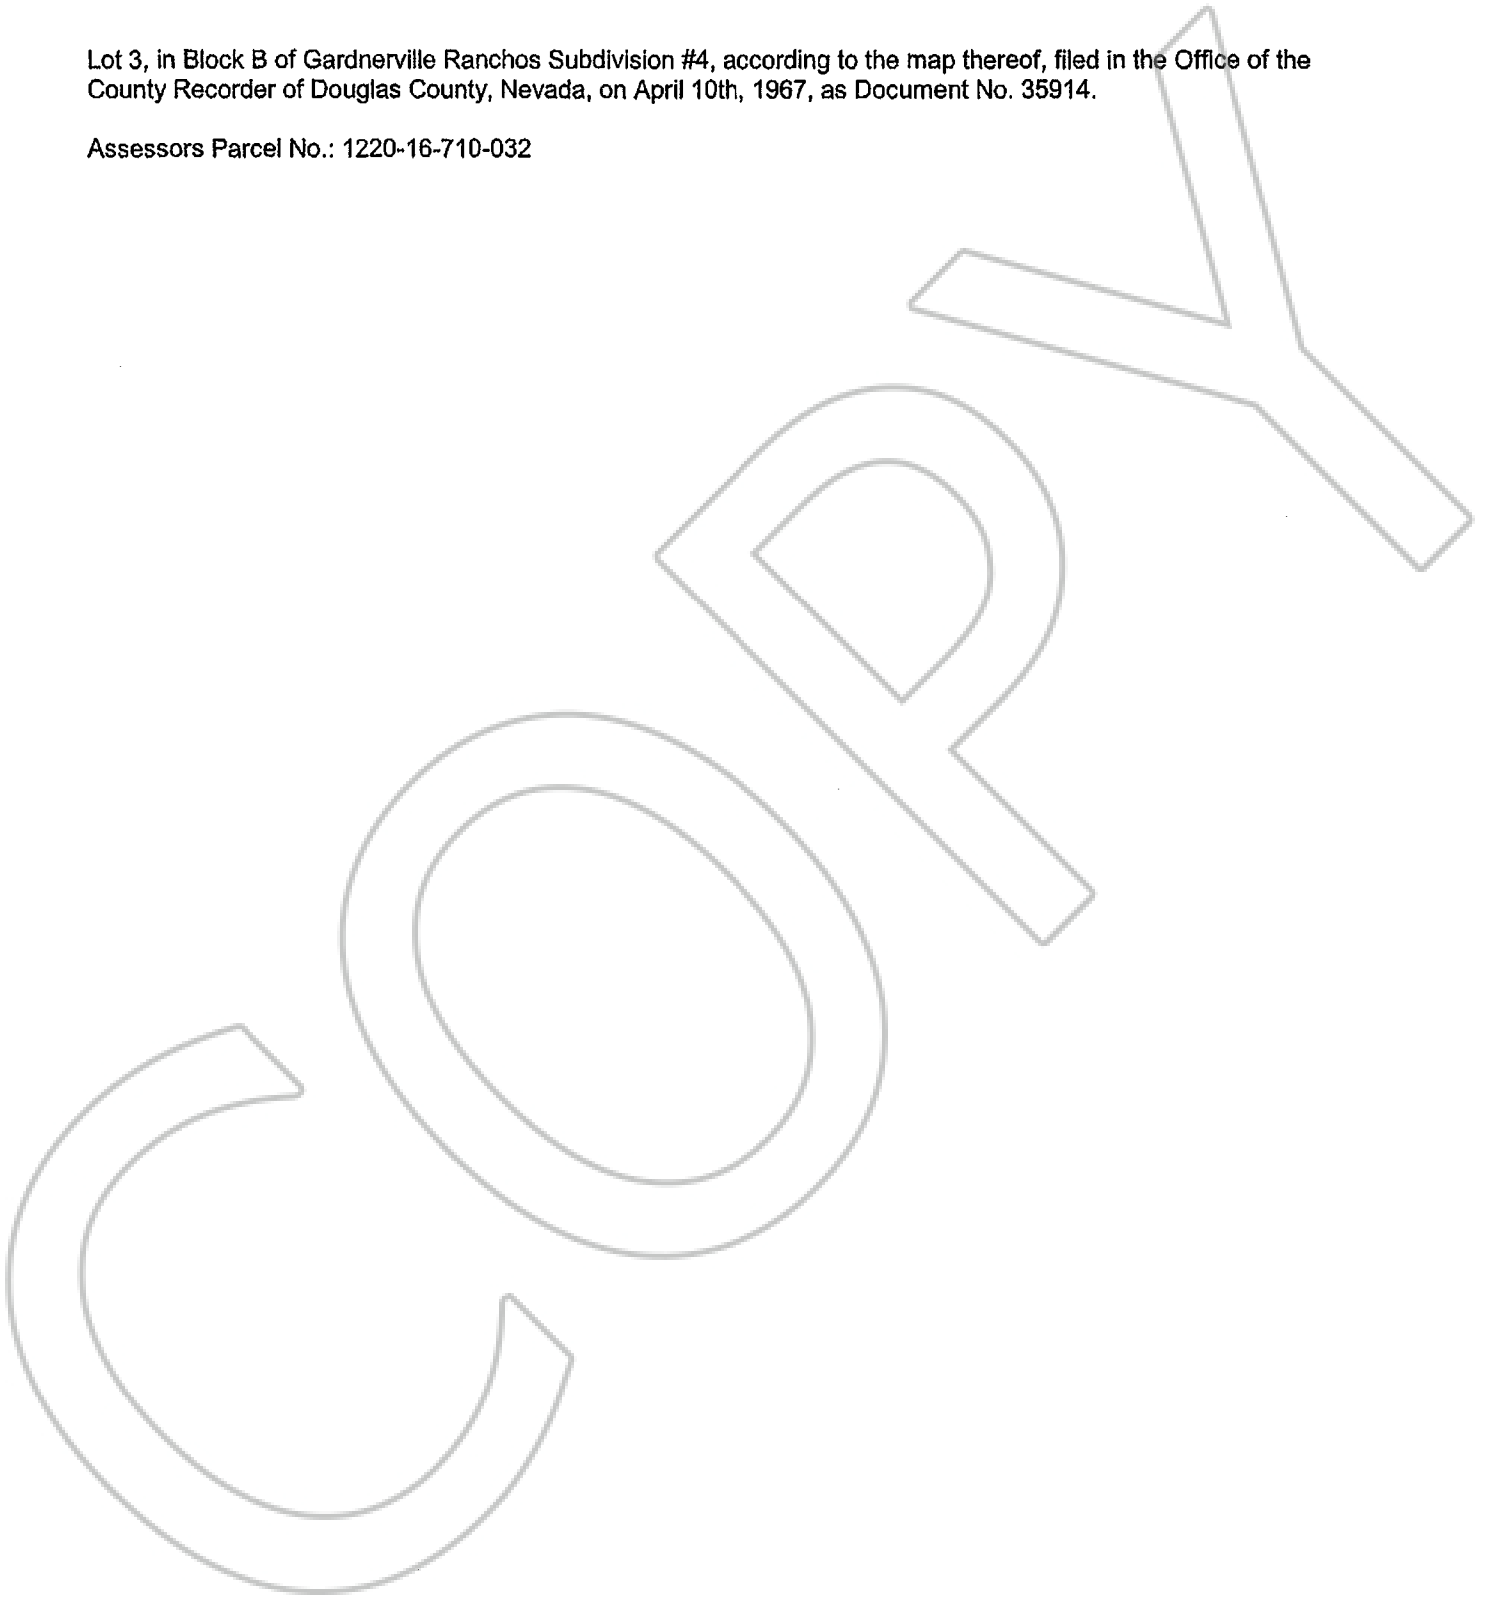 Lot 3, in Block B of Gardnerville Ranchos Subdivision #4, according to the map thereof, filed in the Office of the
County Recorder of Douglas County, Nevada, on April 10th, 1967, as Document No. 35914.
Assessors Parcel No.: 1220-16-710-032
COPY